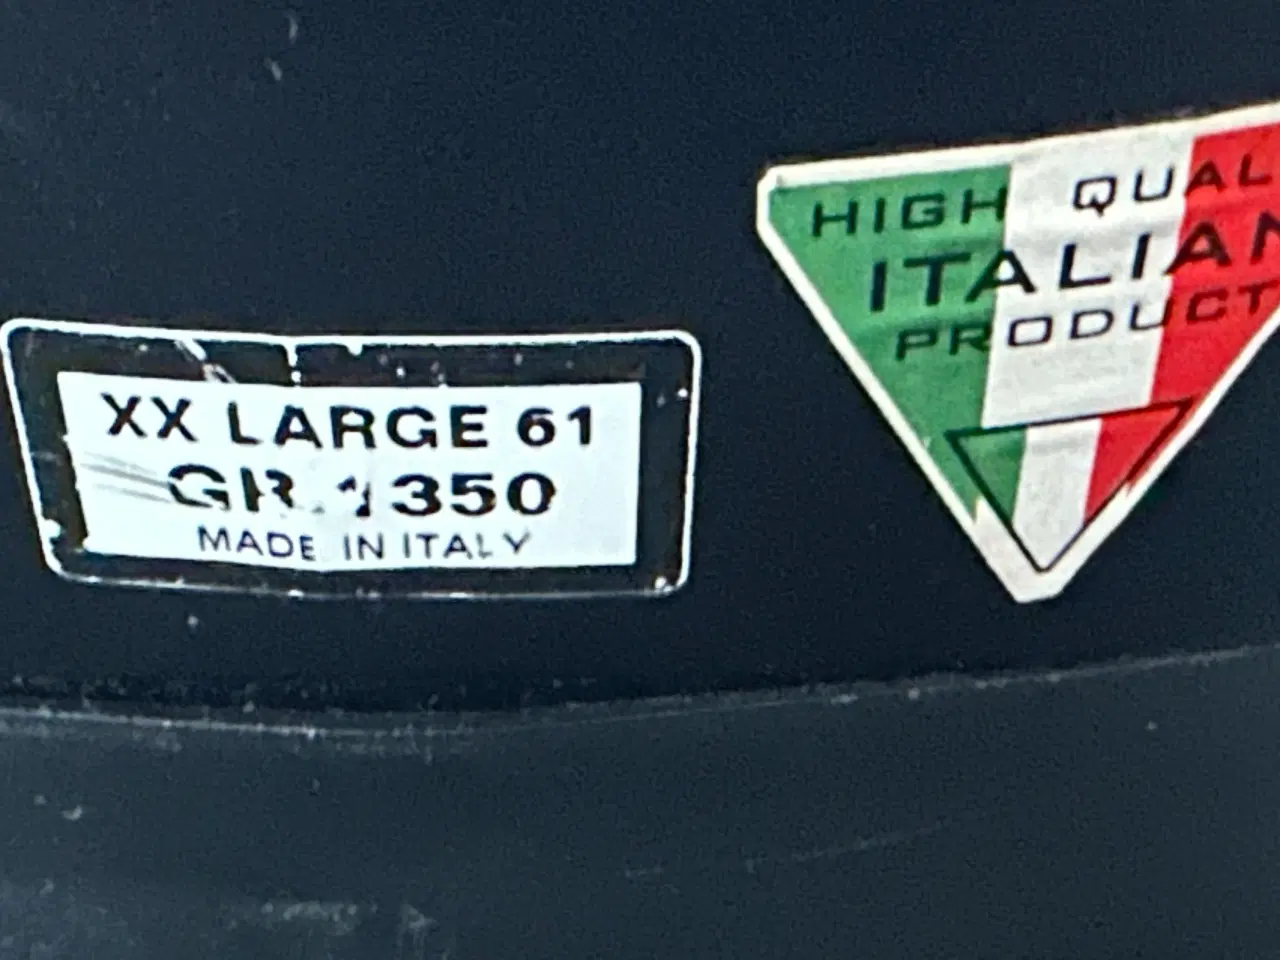 XX LARGE 61
GR. 1350
MADE IN ITALY
HIGH QUAL
ITALIAN
PRODUCT